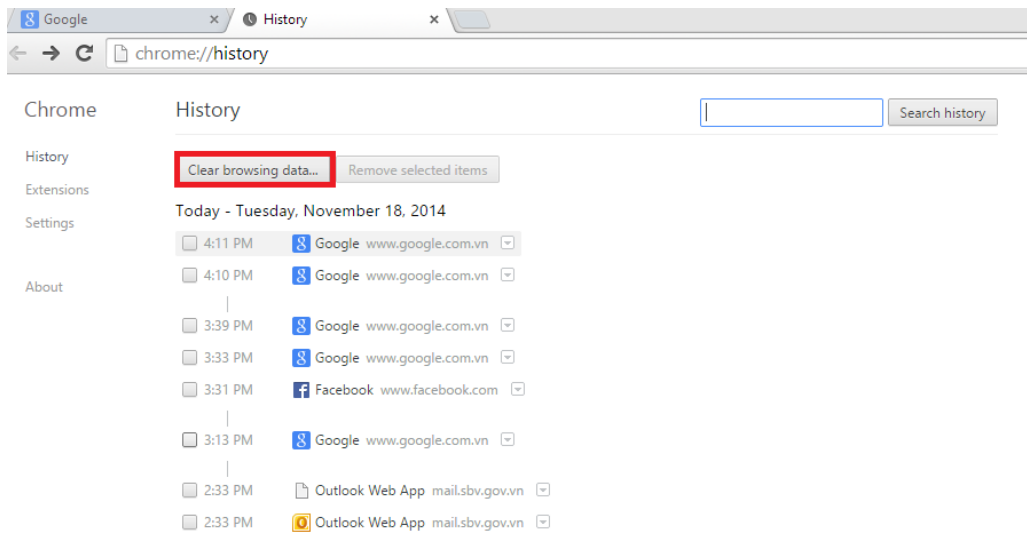 Google × History ×
chrome://history
Chrome History Search history
History
Clear browsing data... Remove selected items
Extensions
Today - Tuesday, November 18, 2014
Settings
4:11 PM Google www.google.com.vn
4:10 PM Google www.google.com.vn
About
3:39 PM Google www.google.com.vn
3:33 PM Google www.google.com.vn
3:31 PM Facebook www.facebook.com
3:13 PM Google www.google.com.vn
2:33 PM Outlook Web App mail.sbv.gov.vn
2:33 PM Outlook Web App mail.sbv.gov.vn